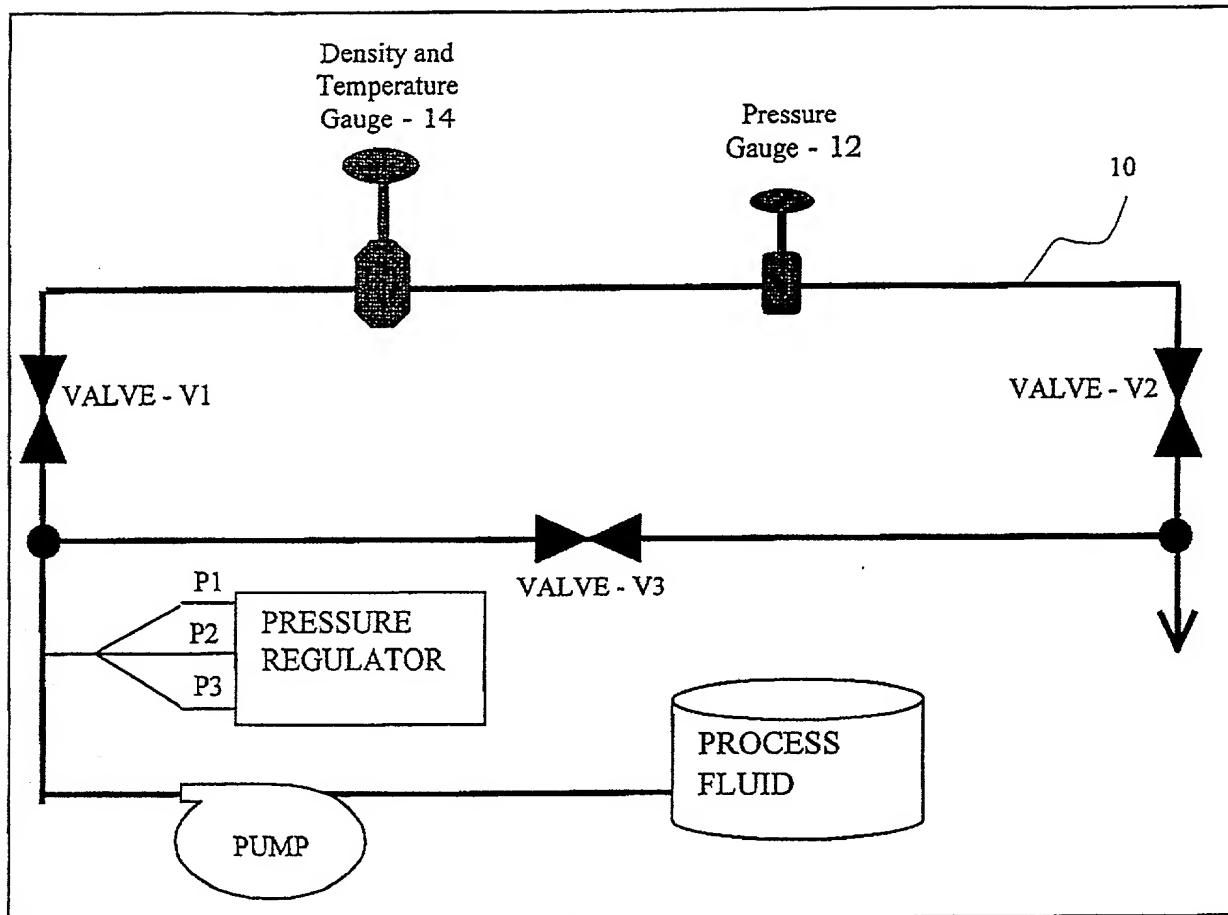 Density and
Temperature
Gauge - 14
Pressure
Gauge - 12
10
VALVE - V1
VALVE - V2
VALVE - V3
P1
P2
P3
PRESSURE
REGULATOR
PROCESS
FLUID
PUMP